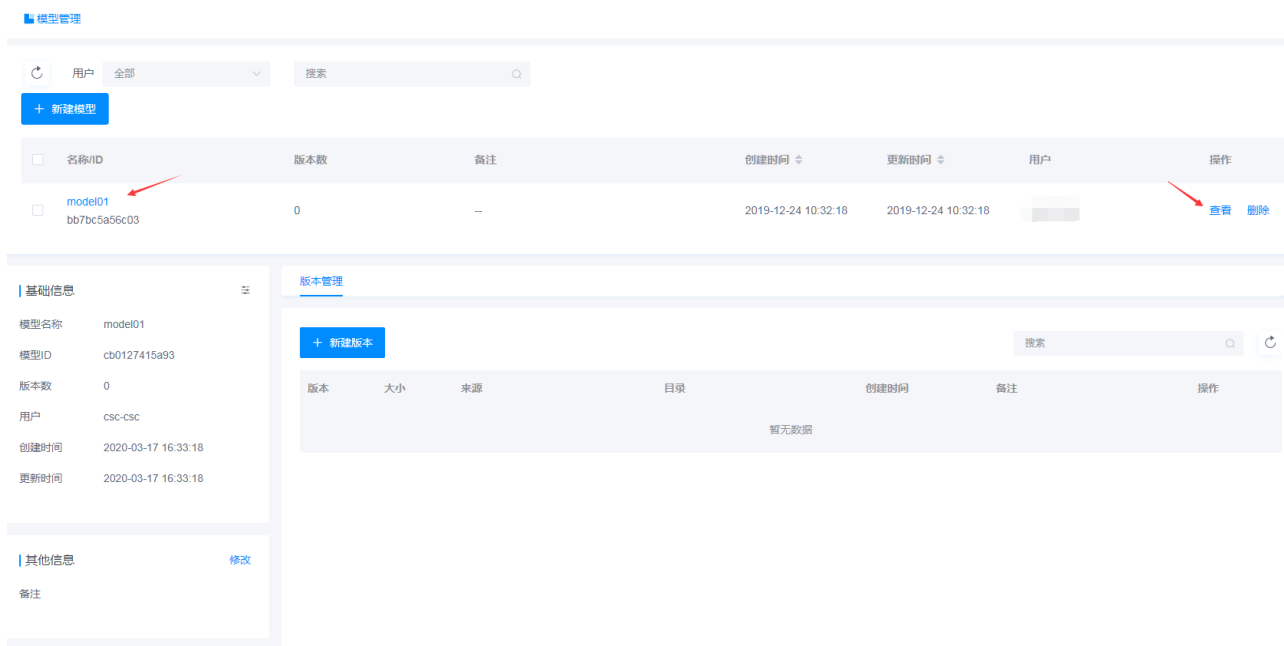 模型管理
用户 全部 搜索
+ 新建模型
名称/ID 版本数 备注 创建时间 更新时间 用户 操作
model01
bb7bc5a56c03 0 -- 2019-12-24 10:32:18 2019-12-24 10:32:18 查看 删除
基础信息
模型名称 model01
模型ID cb0127415a93
版本数 0
用户 csc-csc
创建时间 2020-03-17 16:33:18
更新时间 2020-03-17 16:33:18
其他信息 修改
备注
版本管理
+ 新建版本 搜索
版本 大小 来源 目录 创建时间 备注 操作
暂无数据